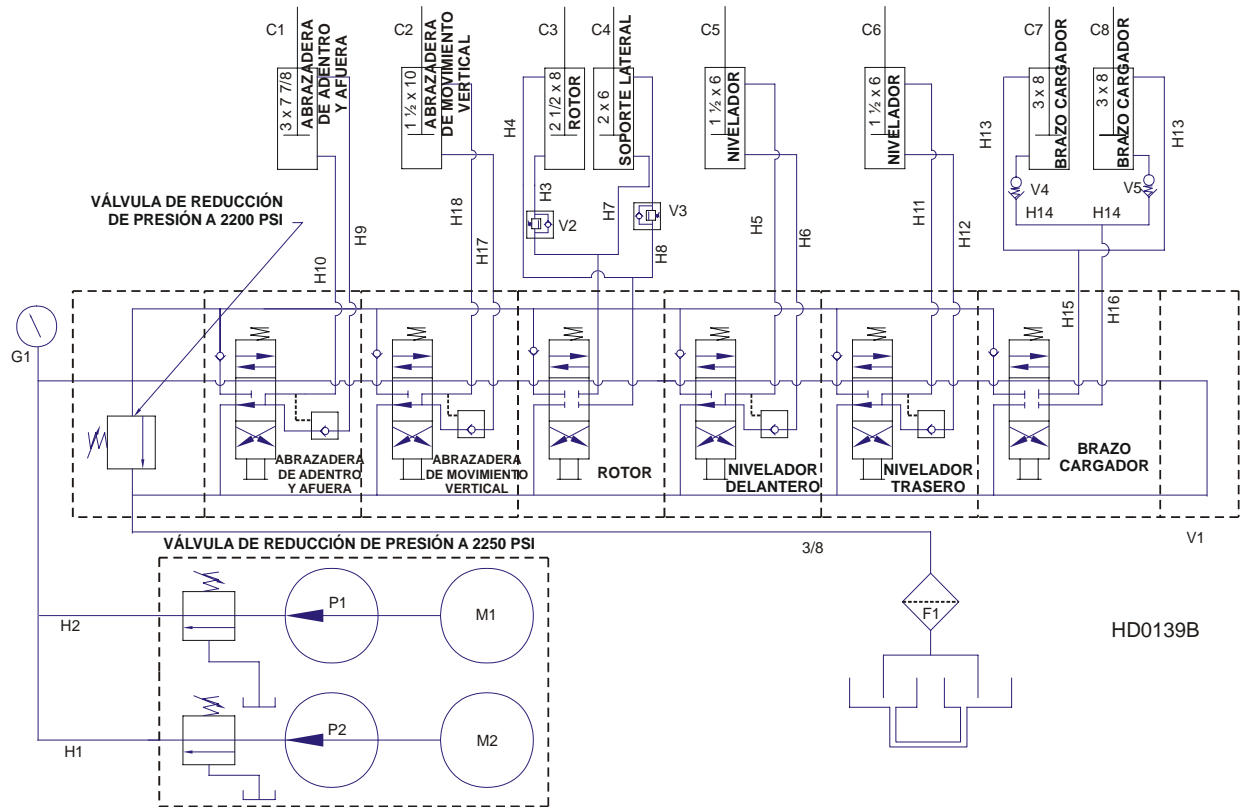 C1
3 x 7 7/8
ABRAZADERA
DE ADENTRO
Y AFUERA
C2
1 ½ x 10
ABRAZADERA
DE MOVIMIENTO
VERTICAL
C3
2 1/2 x 8
ROTOR
C4
2 x 6
SOPORTE LATERAL
C5
1 ½ x 6
NIVELADOR
C6
1 ½ x 6
NIVELADOR
C7
3 x 8
BRAZO CARGADOR
C8
3 x 8
BRAZO CARGADOR
H4
H13
H13
H3
V2
H7
V3
H8
V4
V5
H14
H14
VÁLVULA DE REDUCCIÓN
DE PRESIÓN A 2200 PSI
H10
H9
H18
H17
H5
H6
H11
H12
H15
H16
G1
ABRAZADERA
DE ADENTRO
Y AFUERA
ABRAZADERA
DE MOVIMIENTO
VERTICAL
ROTOR
NIVELADOR
DELANTERO
NIVELADOR
TRASERO
BRAZO
CARGADOR
V1
VÁLVULA DE REDUCCIÓN DE PRESIÓN A 2250 PSI
3/8
H2
P1
M1
F1
HD0139B
H1
P2
M2